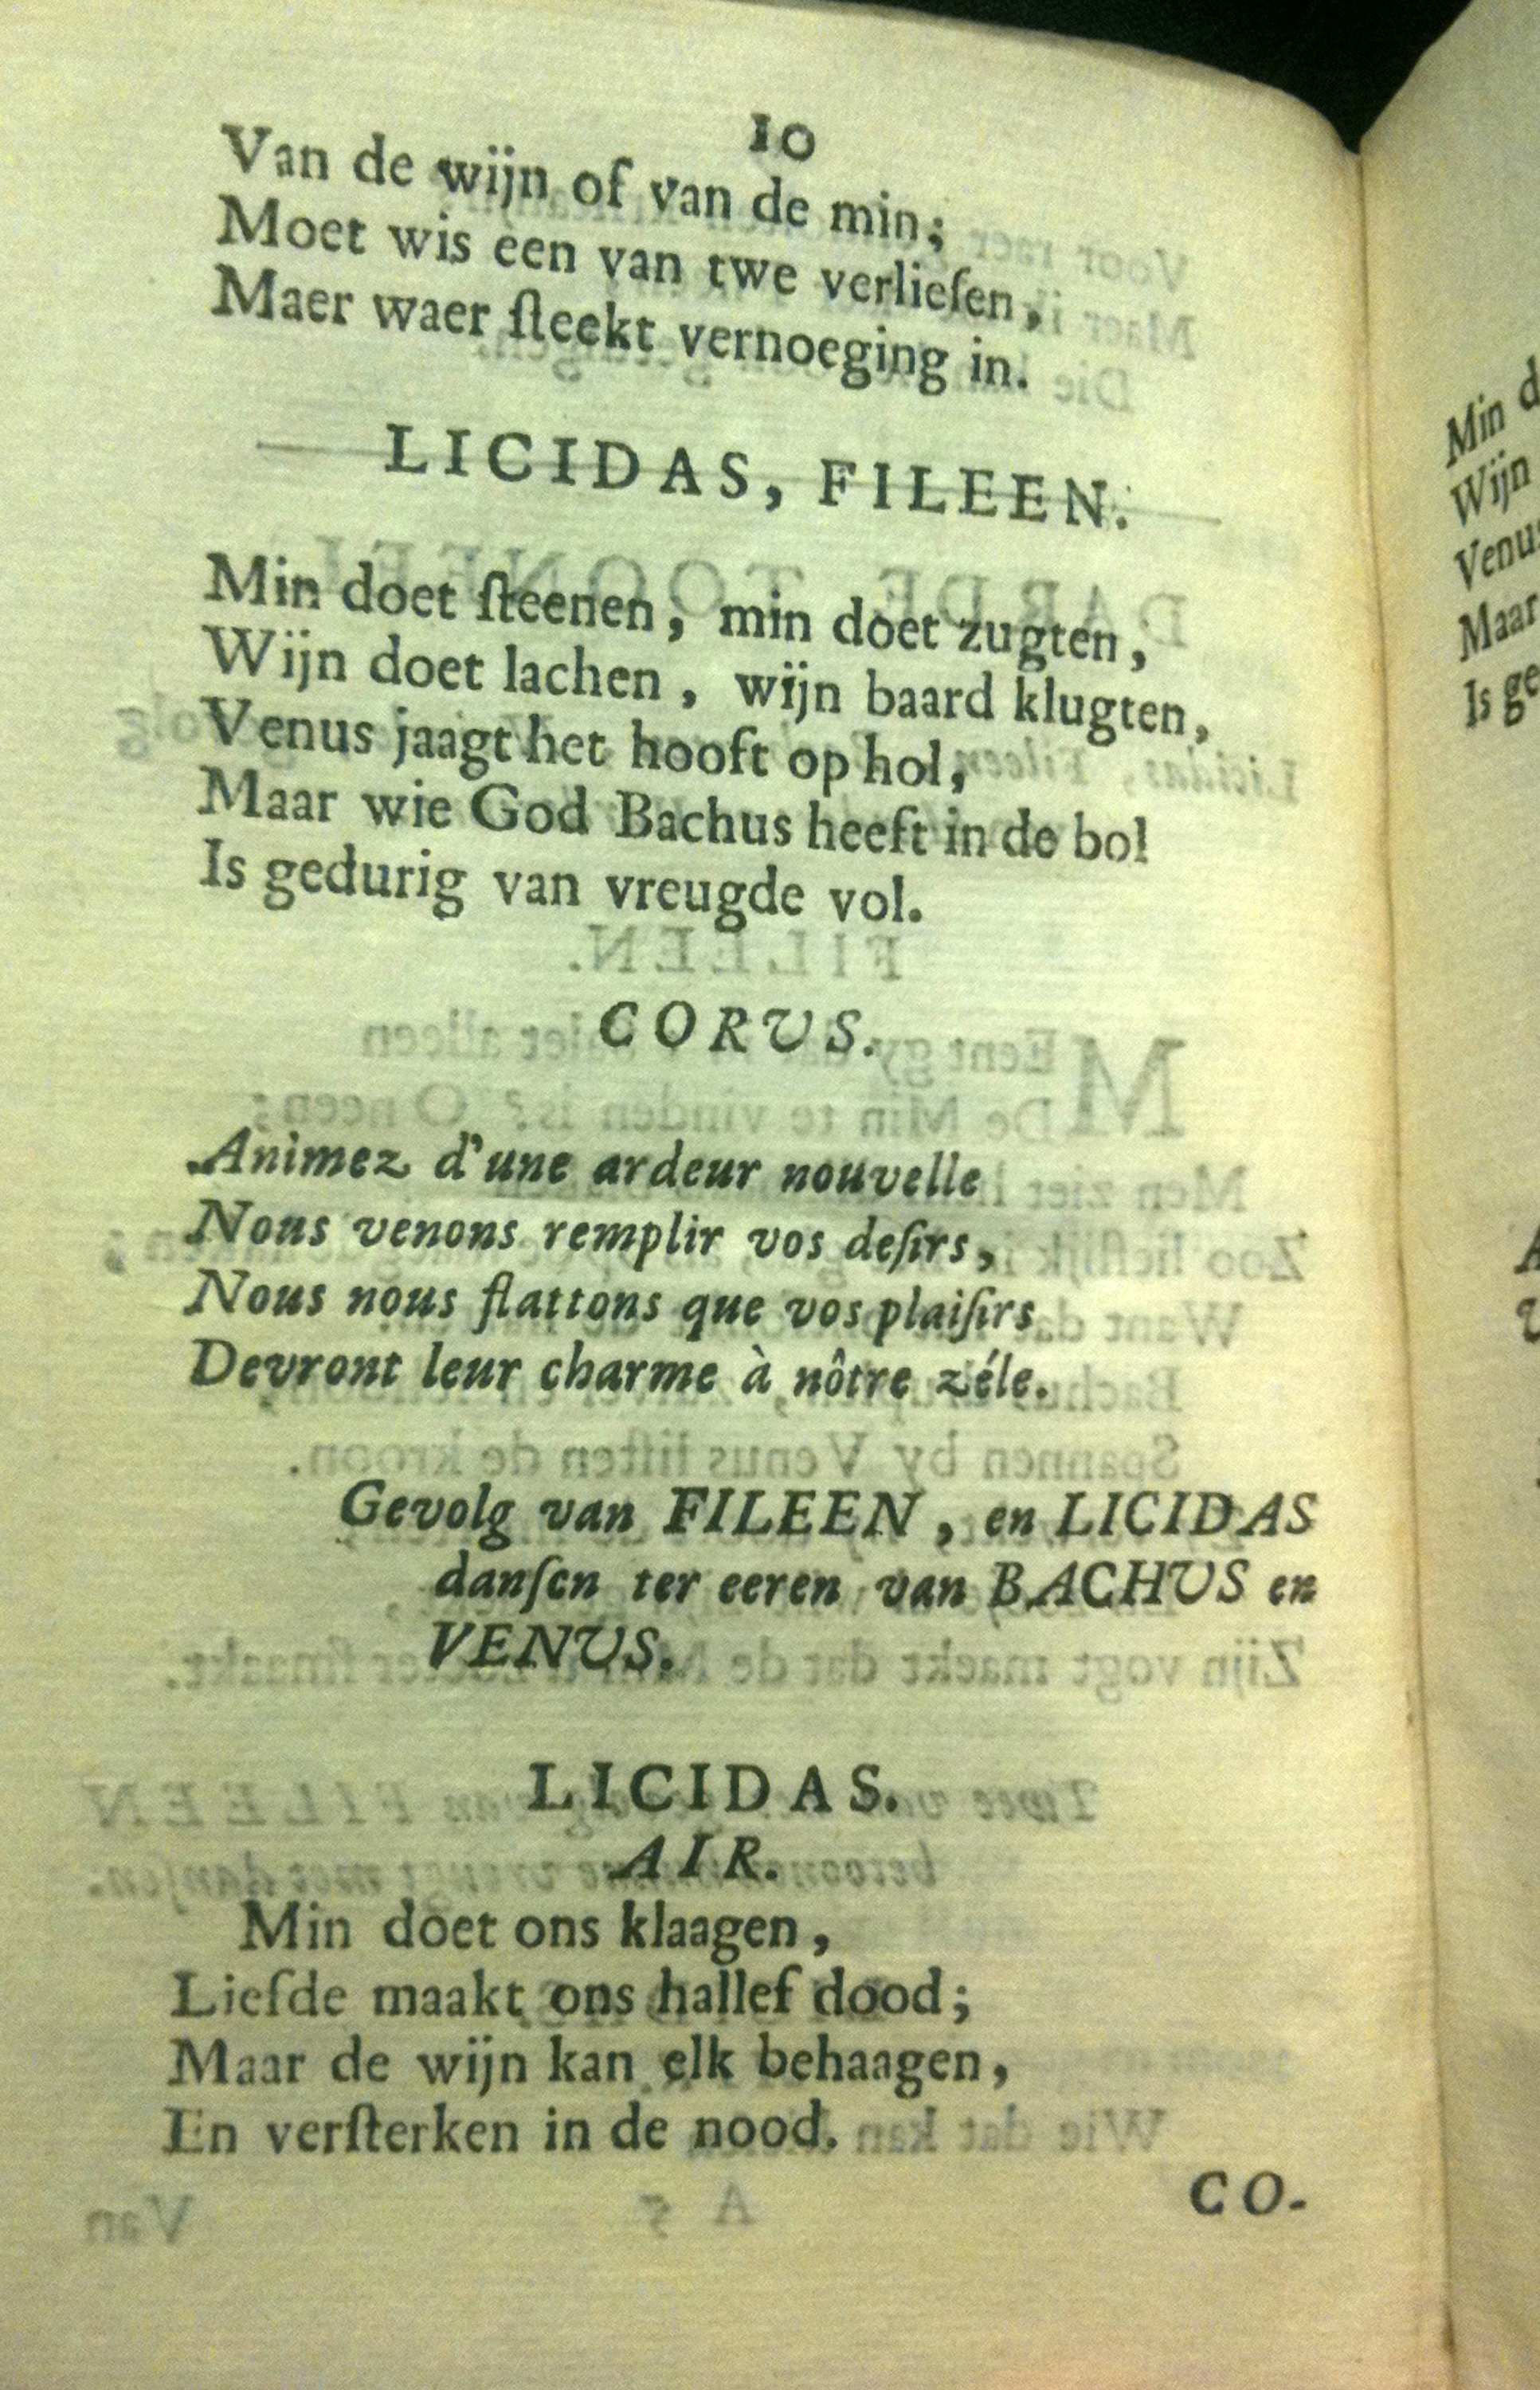 10
Van de wijn of van de min;
Moet wis een van twe verlieſen,
Maer waer ſteekt vernoeging in.
LICIDAS, FILEEN.
Min doet ſteenen, min doet zugten,
Wijn doet lachen, wijn baard klugten,
Venus jaagt het hooft op hol,
Maar wie God Bachus heeft in de bol
Is gedurig van vreugde vol.
CORUS.
Animez d'une ardeur nouvelle
Nous venons remplir vos deſirs,
Nous nous flattons que vos plaiſirs
Devront leur charme à nôtre zéle.
Gevolg van FILEEN, en LICIDAS
danſen ter eeren van BACHUS en
VENUS.
LICIDAS.
AIR.
Min doet ons klaagen,
Liefde maakt ons hallef dood;
Maar de wijn kan elk behaagen,
En verſterken in de nood.
CO-
Min
Wijn
Venus
Maar
Is